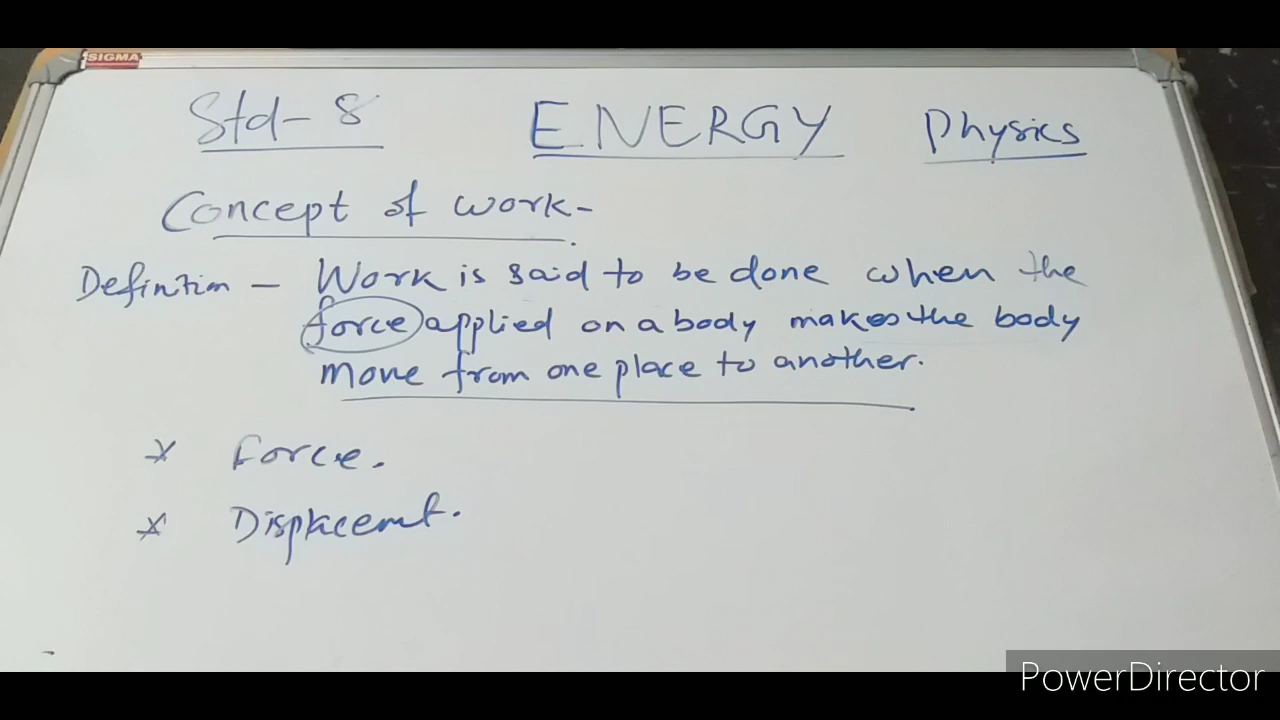 SIGMA
Std-8 ENERGY Physics
Concept of work-
Definition - Work is said to be done when the
force applied on a body makes the body
move from one place to another.
* Force.
* Displacemt.
PowerDirector